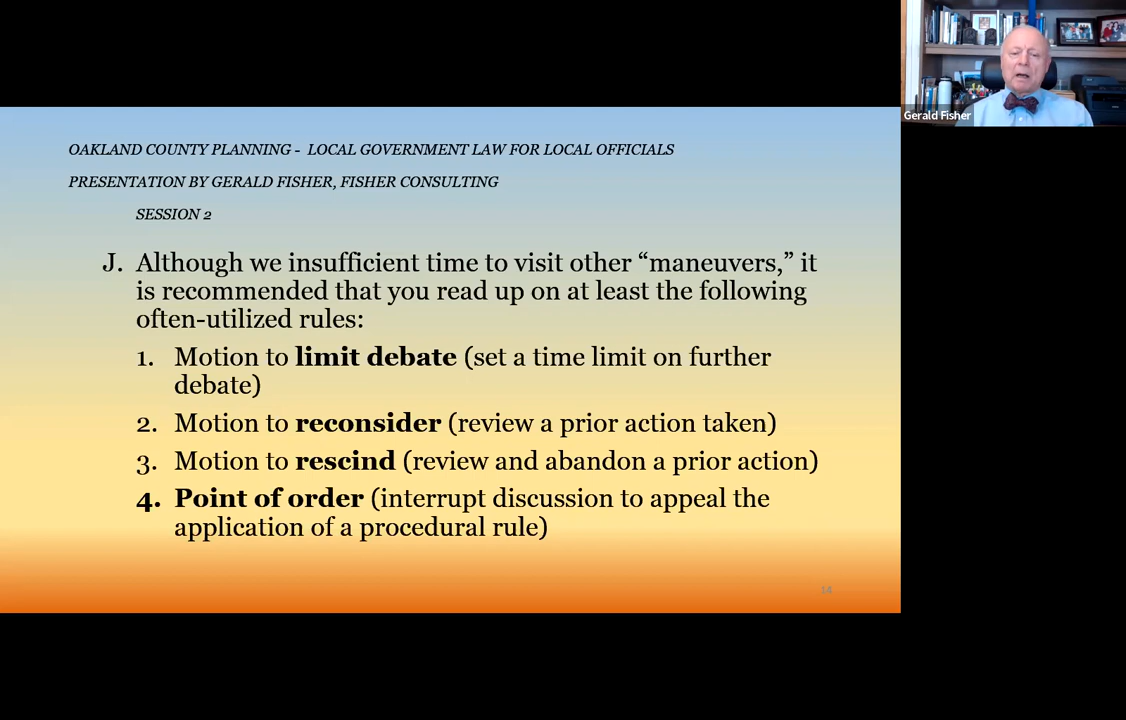 Gerald Fisher
OAKLAND COUNTY PLANNING - LOCAL GOVERNMENT LAW FOR LOCAL OFFICIALS
PRESENTATION BY GERALD FISHER, FISHER CONSULTING
SESSION 2
J. Although we insufficient time to visit other “maneuvers,” it
is recommended that you read up on at least the following
often-utilized rules:
1. Motion to limit debate (set a time limit on further
debate)
2. Motion to reconsider (review a prior action taken)
3. Motion to rescind (review and abandon a prior action)
4. Point of order (interrupt discussion to appeal the
application of a procedural rule)
14